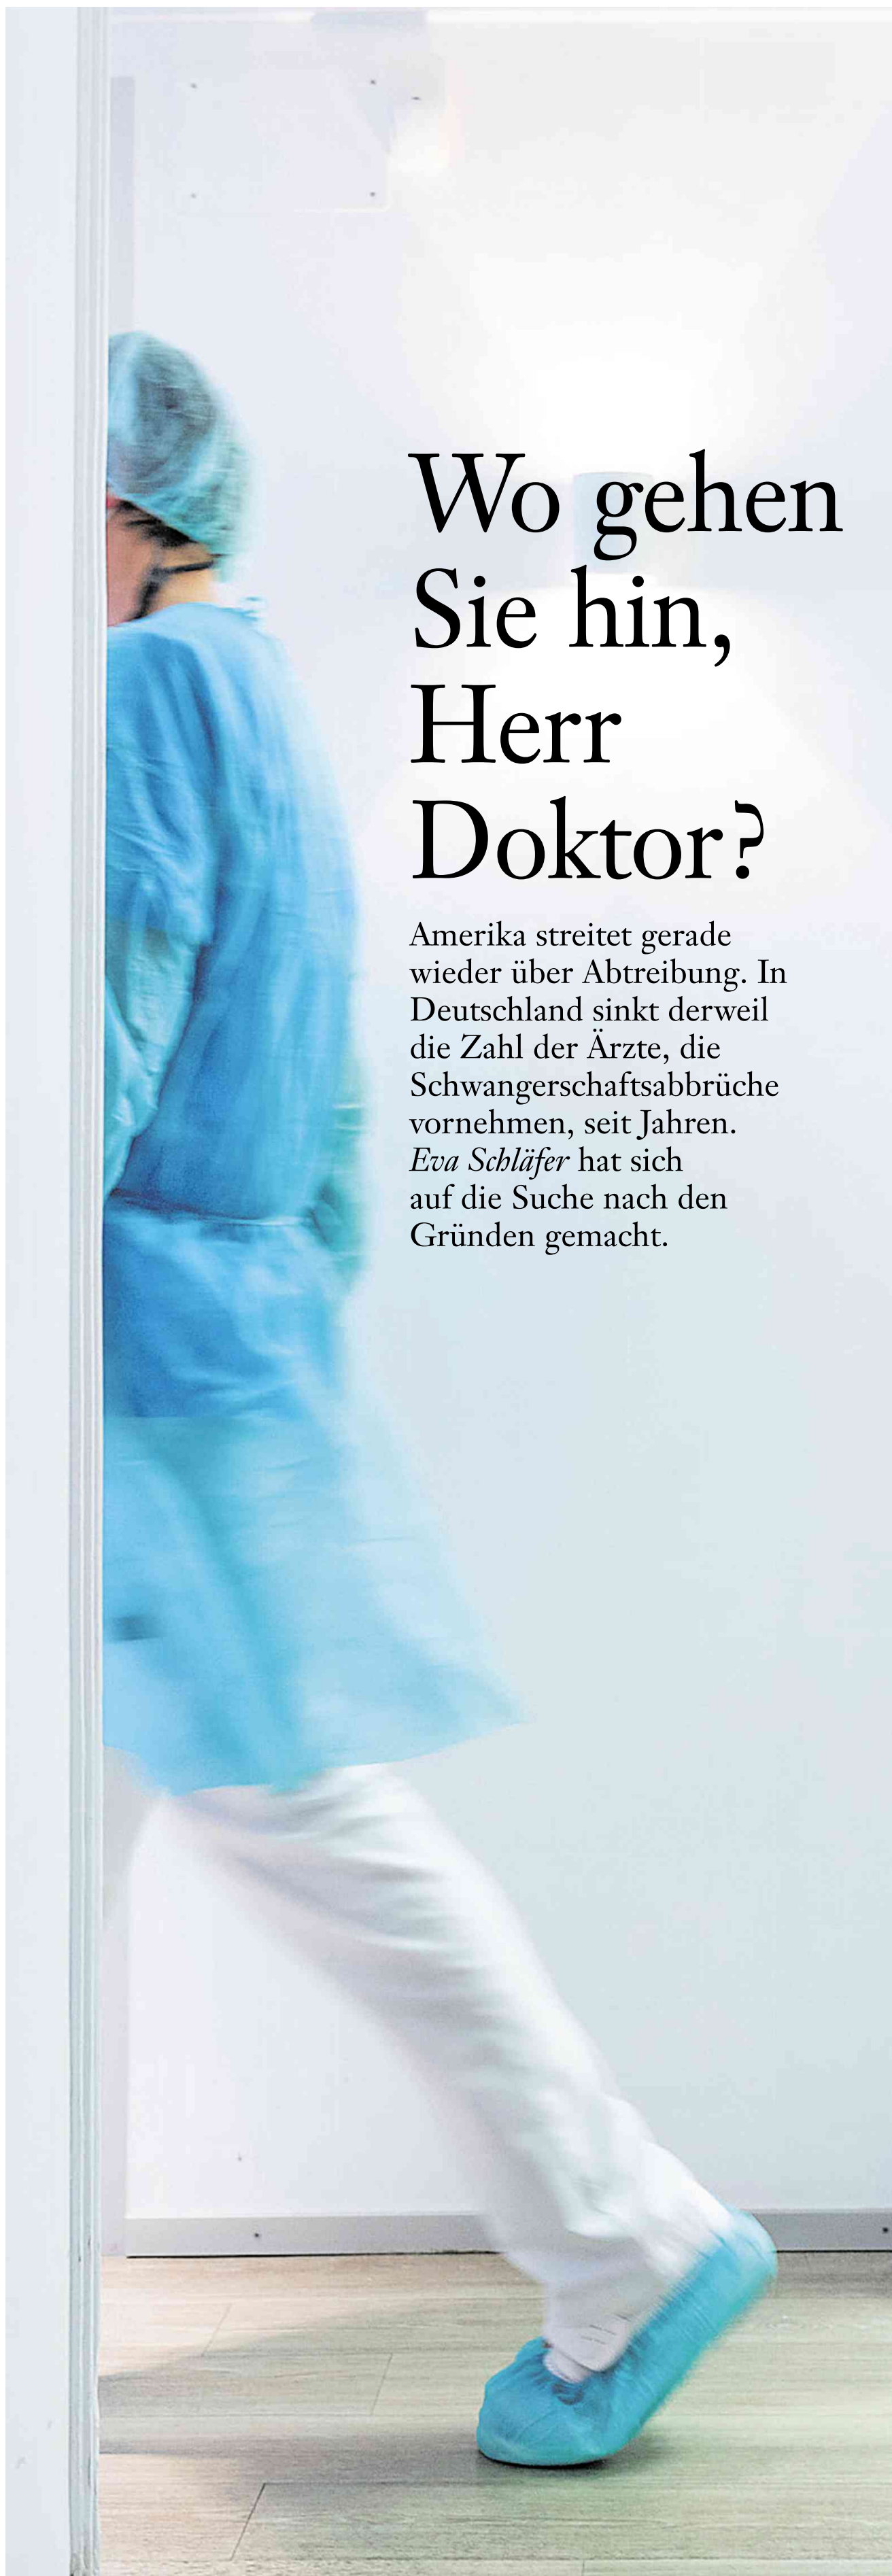 Wo gehen
Sie hin,
Herr
Doktor?
Amerika streitet gerade
wieder über Abtreibung. In
Deutschland sinkt derweil
die Zahl der Ärzte, die
Schwangerschaftsabbrüche
vornehmen, seit Jahren.
Eva Schläfer hat sich
auf die Suche nach den
Gründen gemacht.